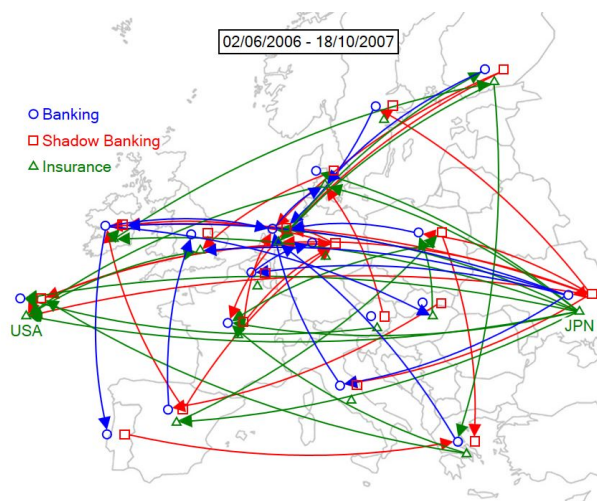 02/06/2006 - 18/10/2007
Banking
Shadow Banking
Insurance
USA
JPN